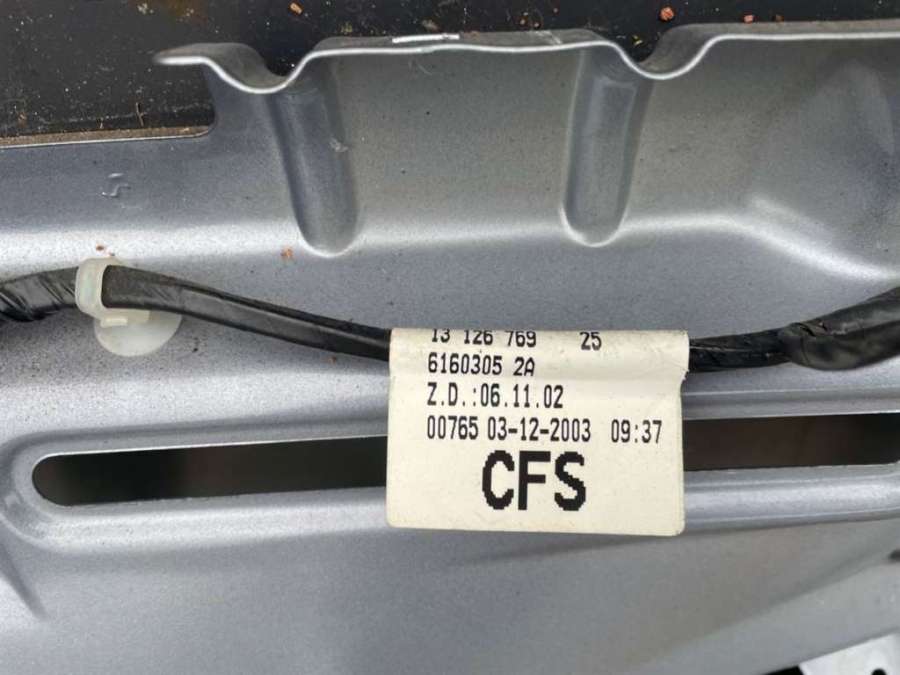 13 126 769 25
6160305 2A
Z.D.:06.11.02
00765 03-12-2003 09:37
CFS